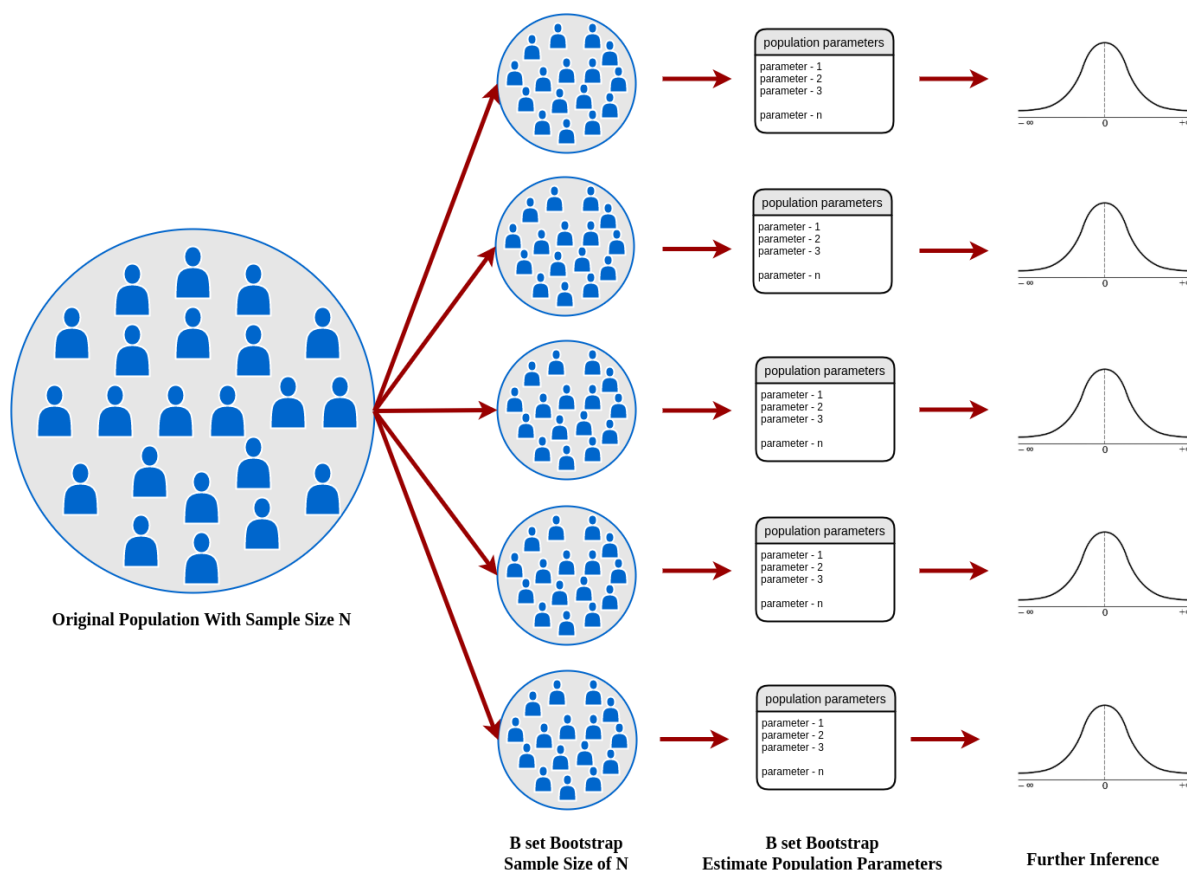 population parameters
parameter - 1
parameter - 2
parameter - 3
parameter - n
- ∞
0
population parameters
parameter - 1
parameter - 2
parameter - 3
parameter - n
- ∞
0
population parameters
parameter - 1
parameter - 2
parameter - 3
parameter - n
- ∞
0
population parameters
parameter - 1
parameter - 2
parameter - 3
parameter - n
- ∞
0
population parameters
parameter - 1
parameter - 2
parameter - 3
parameter - n
- ∞
0
Original Population With Sample Size N
B set Bootstrap
Sample Size of N
B set Bootstrap
Estimate Population Parameters
Further Inference